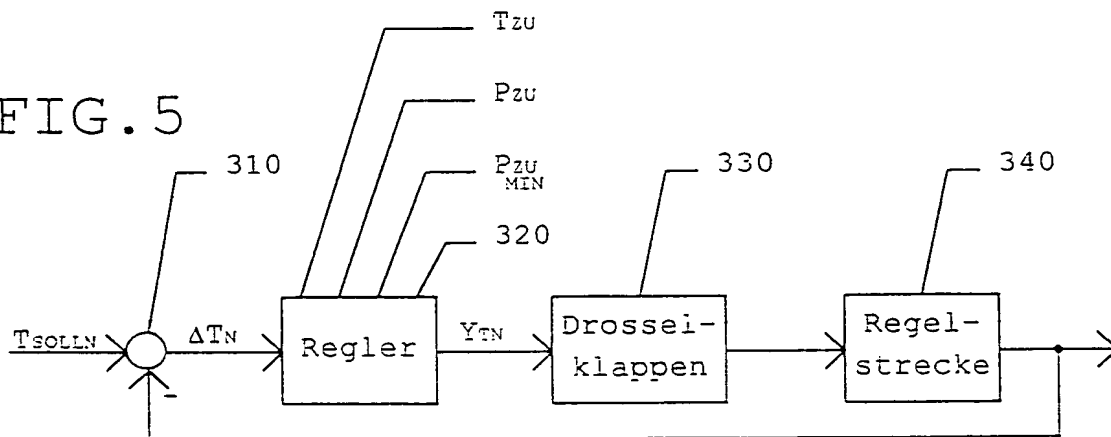 FIG.5
TZU
PZU
PZU MIN
310
320
330
340
TSOLLN
-
ΔTN
Regler
YTN
Drossel-
klappen
Regel-
strecke